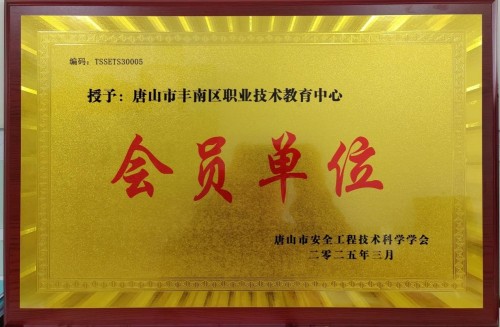 编码：TSSETS30005
授予：唐山市丰南区职业技术教育中心
会员单位
唐山市安全工程技术科学学会
二零二五年三月